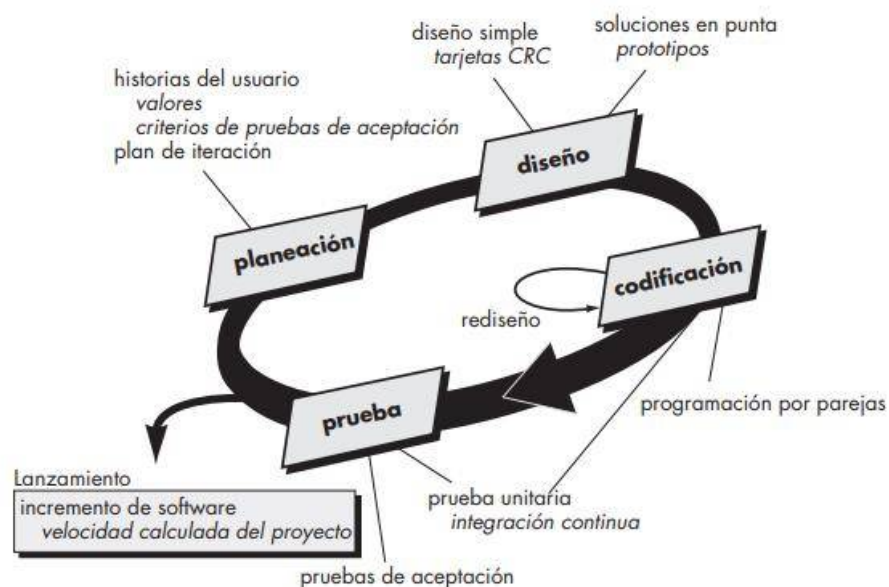 diseño simple
tarjetas CRC
soluciones en punta
prototipos
historias del usuario
valores
criterios de pruebas de aceptación
plan de iteración
diseño
planeación
codificación
rediseño
prueba
programación por parejas
Lanzamiento
incremento de software
velocidad calculada del proyecto
prueba unitaria
integración continua
pruebas de aceptación